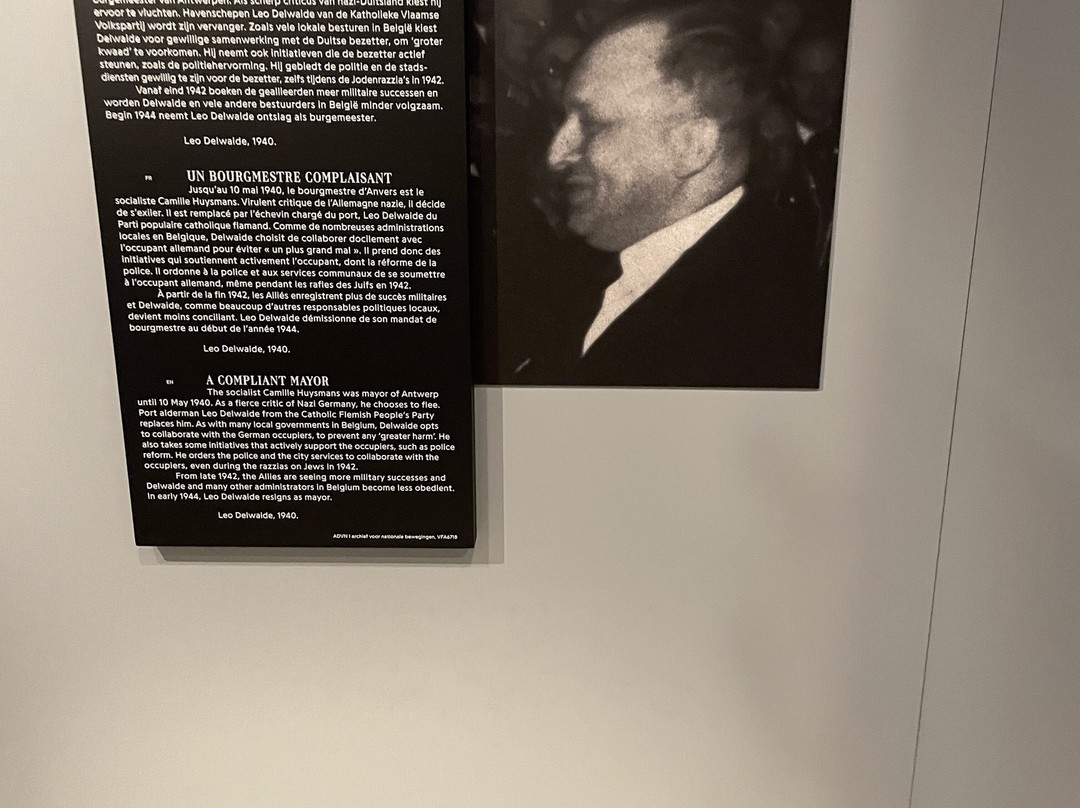 burgemeester van Antwerpen. Als scherp criticus van nazi-Duitsland kiest hij
ervoor te vluchten. Havenschepen Leo Delwaide van de Katholieke Vlaamse
Volkspartij wordt zijn vervanger. Zoals vele lokale besturen in België kiest
Delwaide voor gewillige samenwerking met de Duitse bezetter, om 'groter
kwaad' te voorkomen. Hij neemt ook initiatieven die de bezetter actief
steunen, zoals de politiehervorming. Hij gebiedt de politie en de stads-
diensten gewillig te zijn voor de bezetter, zelfs tijdens de Jodenrazzia's in 1942.
Vanaf eind 1942 boeken de geallieerden meer militaire successen en
worden Delwaide en vele andere bestuurders in België minder volgzaam.
Begin 1944 neemt Leo Delwaide ontslag als burgemeester.
Leo Delwaide, 1940.
FR UN BOURGMESTRE COMPLAISANT
Jusqu'au 10 mai 1940, le bourgmestre d'Anvers est le
socialiste Camille Huysmans. Virulent critique de l'Allemagne nazie, il décide
de s'exiler. Il est remplacé par l'échevin chargé du port, Leo Delwaide du
Parti populaire catholique flamand. Comme de nombreuses administrations
locales en Belgique, Delwaide choisit de collaborer docilement avec
l'occupant allemand pour éviter « un plus grand mal ». Il prend donc des
initiatives qui soutiennent activement l'occupant, dont la réforme de la
police. Il ordonne à la police et aux services communaux de se soumettre
à l'occupant allemand, même pendant les rafles des Juifs en 1942.
À partir de la fin 1942, les Alliés enregistrent plus de succès militaires
et Delwaide, comme beaucoup d'autres responsables politiques locaux,
devient moins conciliant. Leo Delwaide démissionne de son mandat de
bourgmestre au début de l'année 1944.
Leo Delwaide, 1940.
EN A COMPLIANT MAYOR
The socialist Camille Huysmans was mayor of Antwerp
until 10 May 1940. As a fierce critic of Nazi Germany, he chooses to flee.
Port alderman Leo Delwaide from the Catholic Flemish People's Party
replaces him. As with many local governments in Belgium, Delwaide opts
to collaborate with the German occupiers, to prevent any 'greater harm'. He
also takes some initiatives that actively support the occupiers, such as police
reform. He orders the police and the city services to collaborate with the
occupiers, even during the razzias on Jews in 1942.
From late 1942, the Allies are seeing more military successes and
Delwaide and many other administrators in Belgium become less obedient.
In early 1944, Leo Delwaide resigns as mayor.
Leo Delwaide, 1940.
ADVN | archief voor nationale bewegingen, VFA6718